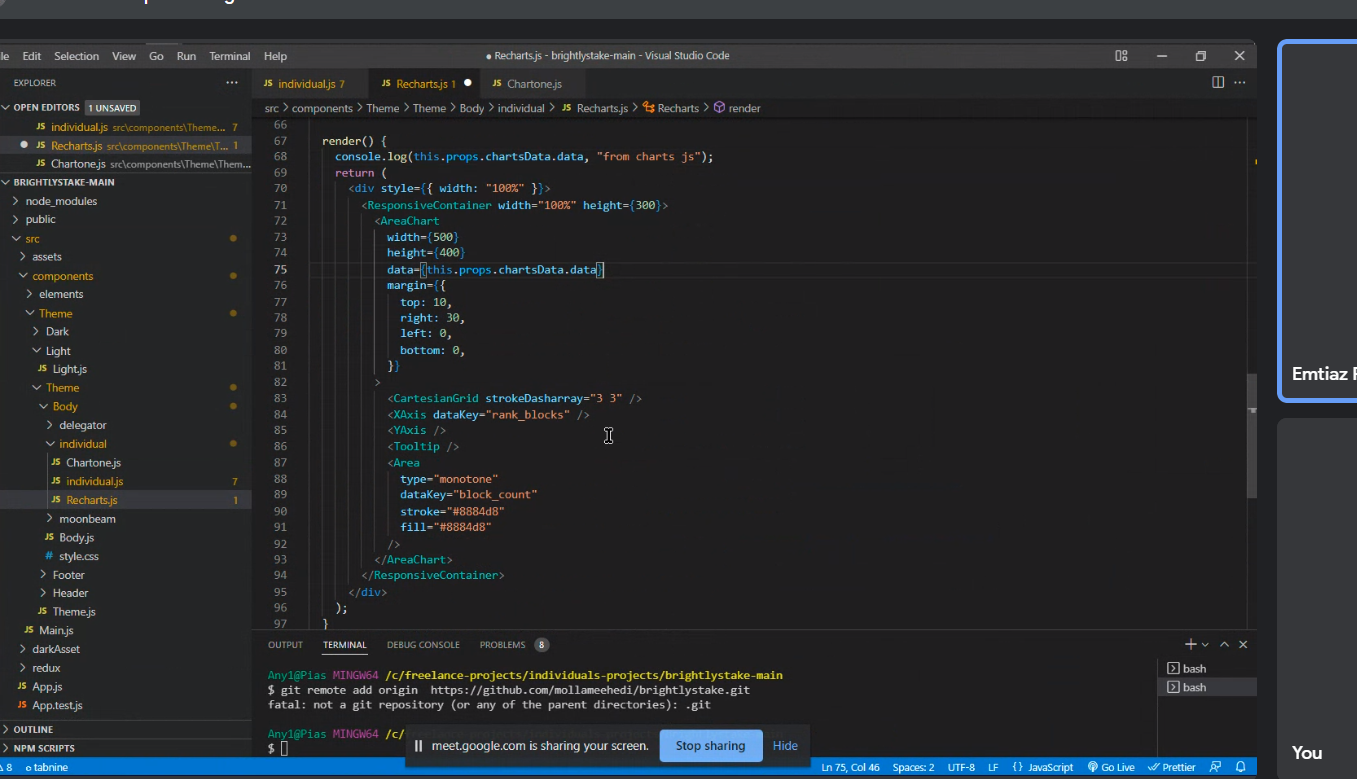 le Edit Selection View Go Run Terminal Help
● Recharts.js - brightlystake-main - Visual Studio Code
EXPLORER
OPEN EDITORS 1 UNSAVED
JS individual.js src\components\Theme... 7
● JS Recharts.js src\components\Theme\T... 1
JS Chartone.js src\components\Theme\Them...
BRIGHTLYSTAKE-MAIN
node_modules
public
src
assets
components
elements
Theme
Dark
Light
JS Light.js
Theme
Body
delegator
individual
JS Chartone.js
JS individual.js 7
JS Recharts.js 1
moonbeam
JS Body.js
# style.css
Footer
Header
JS Theme.js
JS Main.js
darkAsset
redux
JS App.js
JS App.test.js
OUTLINE
NPM SCRIPTS
JS individual.js 7
JS Recharts.js 1 ●
JS Chartone.js
src > components > Theme > Theme > Body > individual > JS Recharts.js > Recharts > render
66
67 render() {
68 console.log(this.props.chartsData.data, "from charts js");
69 return (
70 <div style={{ width: "100%" }}>
71 <ResponsiveContainer width="100%" height={300}>
72 <AreaChart
73 width={500}
74 height={400}
75 data={this.props.chartsData.data}
76 margin={{
77 top: 10,
78 right: 30,
79 left: 0,
80 bottom: 0,
81 }}
82 >
83 <CartesianGrid strokeDasharray="3 3" />
84 <XAxis dataKey="rank_blocks" />
85 <YAxis />
86 <Tooltip />
87 <Area
88 type="monotone"
89 dataKey="block_count"
90 stroke="#8884d8"
91 fill="#8884d8"
92 />
93 </AreaChart>
94 </ResponsiveContainer>
95 </div>
96 );
97 }
OUTPUT TERMINAL DEBUG CONSOLE PROBLEMS 8
Any1@Pias MINGW64 /c/freelance-projects/individuals-projects/brightlystake-main
$ git remote add origin  https://github.com/mollameehedi/brightlystake.git
fatal: not a git repository (or any of the parent directories): .git
Any1@Pias MINGW64 /c/
$
bash
bash
meet.google.com is sharing your screen. Stop sharing Hide
8 tabnine
Ln 75, Col 46 Spaces: 2 UTF-8 LF {} JavaScript Go Live Prettier
Emtiaz
You